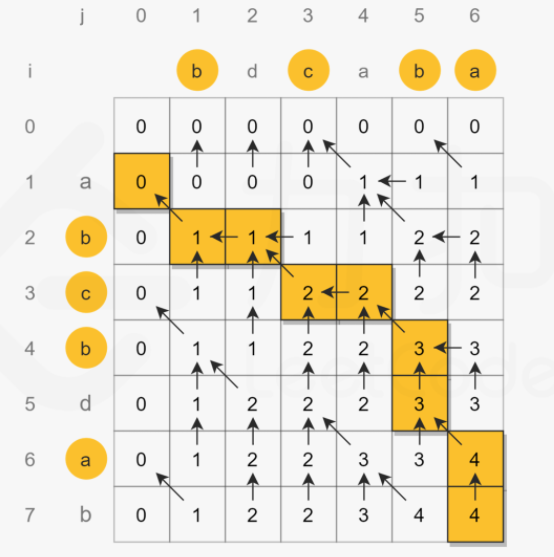 j 0 1 2 3 4 5 6
i b d c a b a
0 0 0 0 0 0 0 0
1 a 0 0 0 0 1 1 1
2 b 0 1 1 1 1 2 2
3 c 0 1 1 2 2 2 2
4 b 0 1 1 2 2 3 3
5 d 0 1 2 2 2 3 3
6 a 0 1 2 2 3 3 4
7 b 0 1 2 2 3 4 4